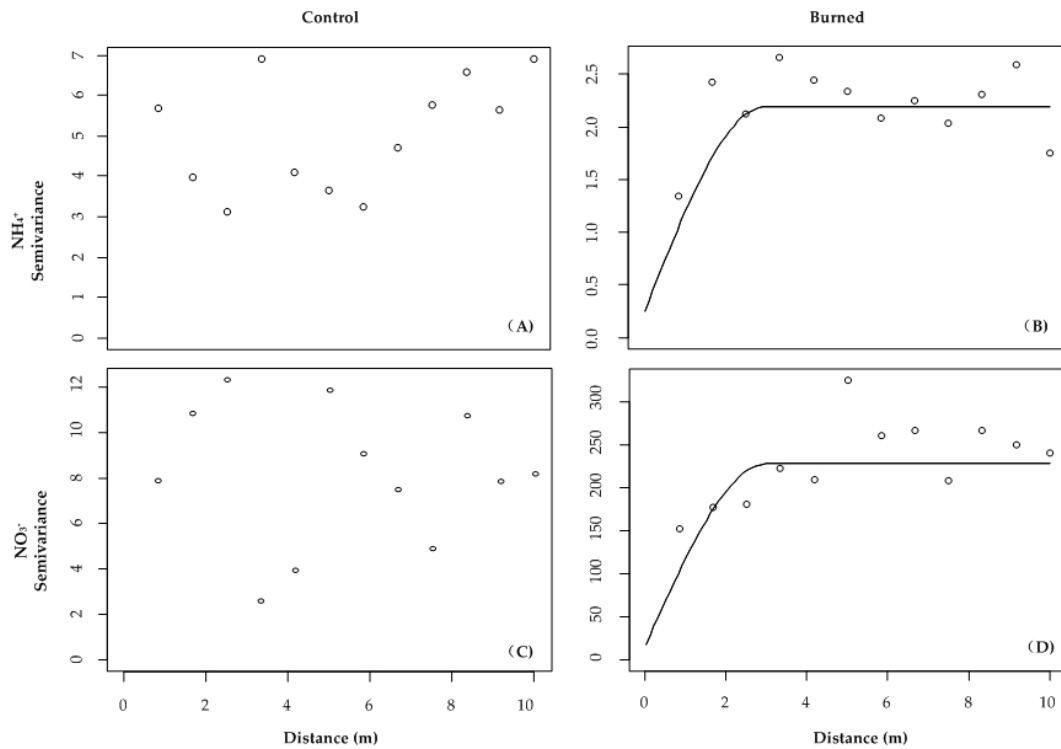 Control
Burned
NH₄⁺
Semivariance
7
6
5
4
3
2
1
0
(A)
2.5
2.0
1.5
1.0
0.5
0.0
(B)
NO₃⁻
Semivariance
12
10
8
6
4
2
0
(C)
300
250
200
150
100
50
0
(D)
0 2 4 6 8 10
0 2 4 6 8 10
Distance (m)
Distance (m)